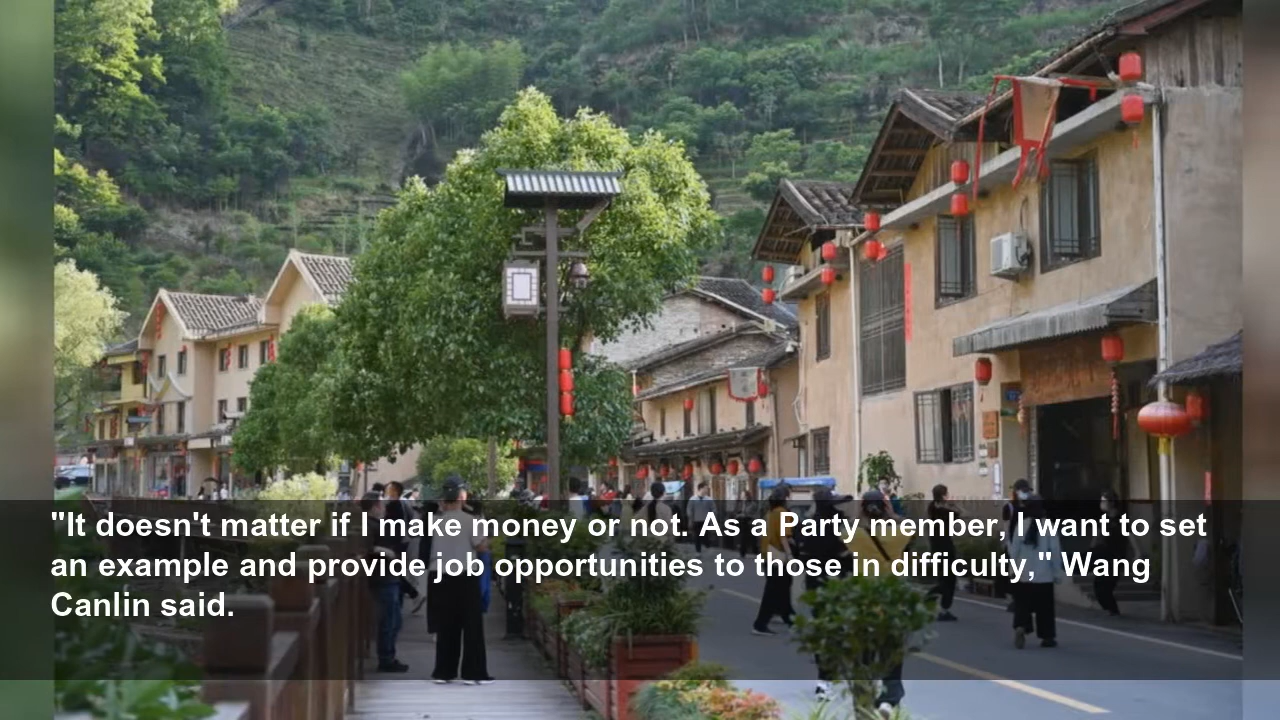 "It doesn't matter if I make money or not. As a Party member, I want to set
an example and provide job opportunities to those in difficulty," Wang
Canlin said.